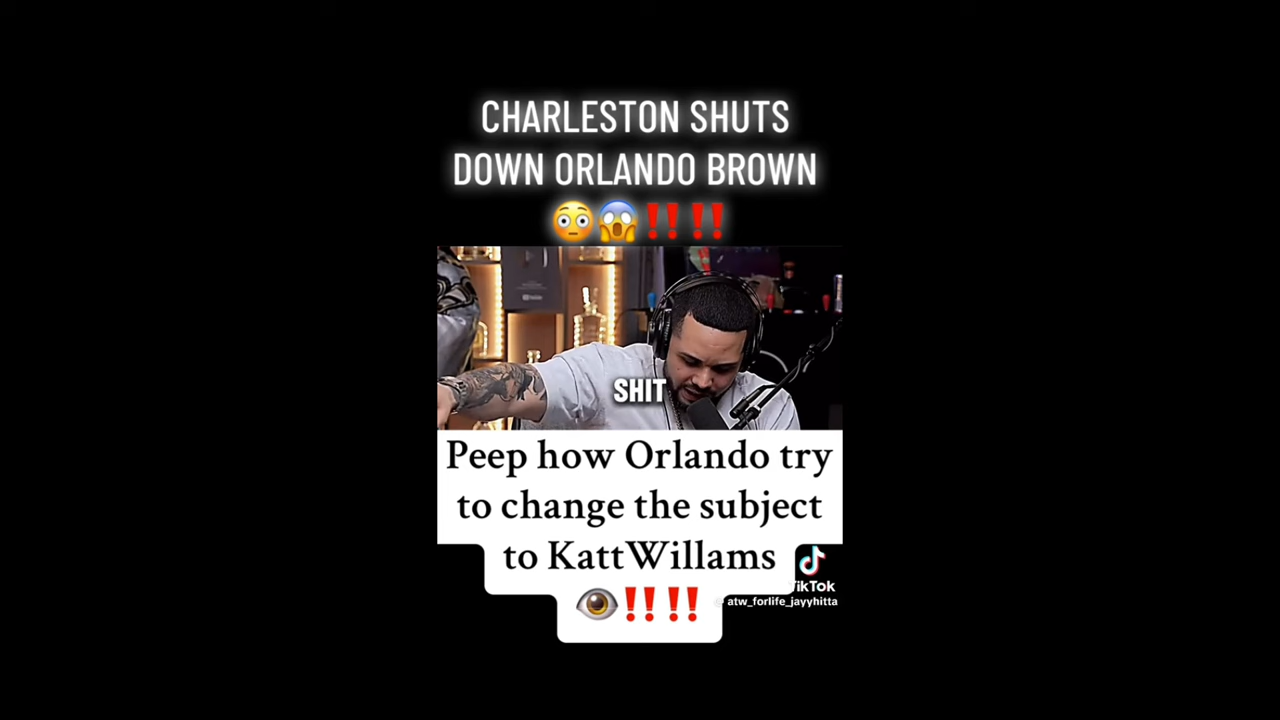 CHARLESTON SHUTS
DOWN ORLANDO BROWN
😳😱‼️‼️
SHIT
Peep how Orlando try
to change the subject
to KattWillams
👁️‼️‼️
TikTok
atw_forlife_jayyhitta